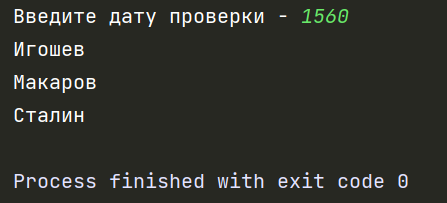 Введите дату проверки - 1560
Игошев
Макаров
Сталин
Process finished with exit code 0